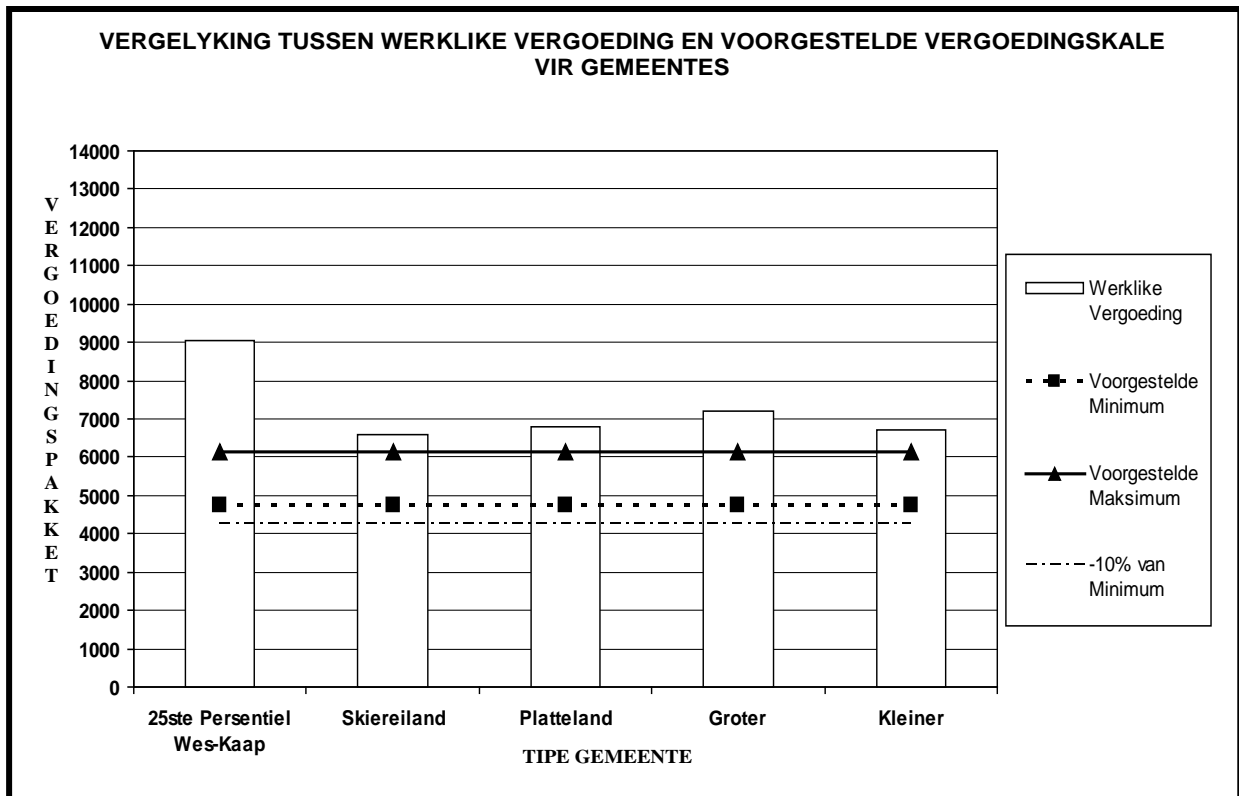 VERGELYKING TUSSEN WERKLIKE VERGOEDING EN VOORGESTELDE VERGOEDINGSKALE
VIR GEMEENTES
VERGOEDINGSPAKKET
14000
13000
12000
11000
10000
9000
8000
7000
6000
5000
4000
3000
2000
1000
0
25ste Persentiel
Wes-Kaap
Skiereiland
Platteland
Groter
Kleiner
TIPE GEMEENTE
Werklike
Vergoeding
Voorgestelde
Minimum
Voorgestelde
Maksimum
-10% van
Minimum